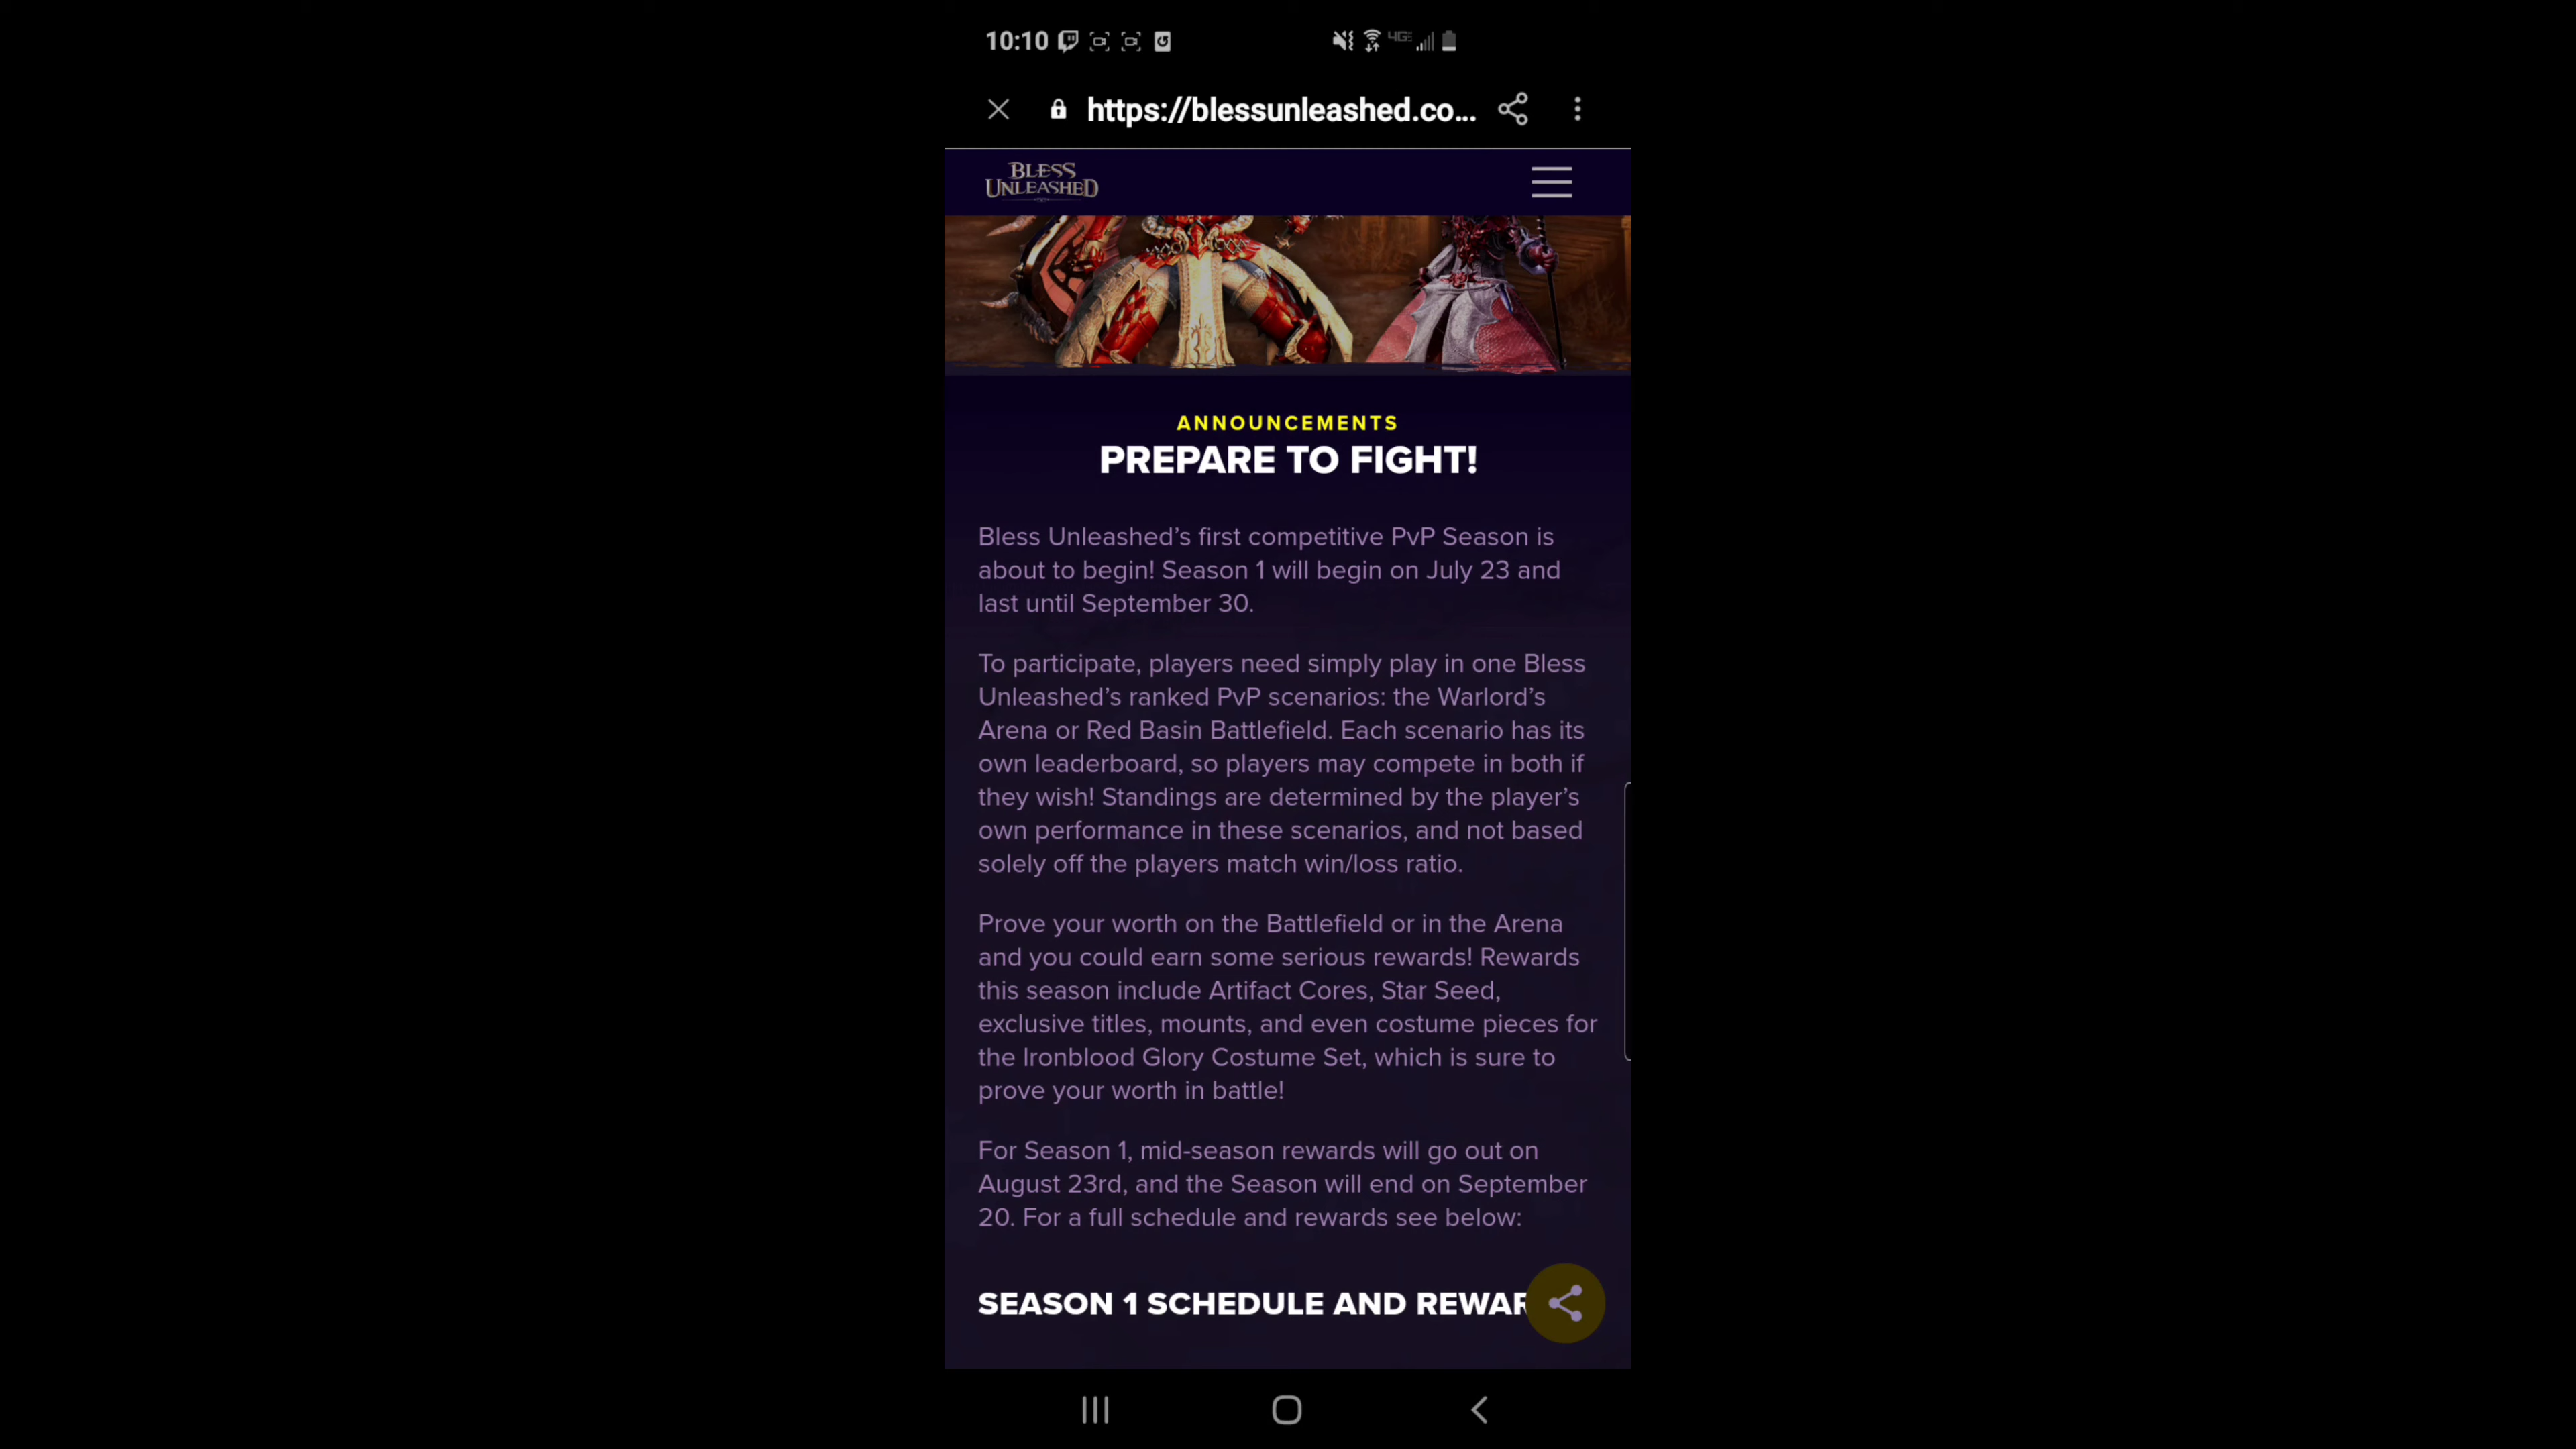 10:10
4GE
https://blessunleashed.co...
BLESS
UNLEASHED
ANNOUNCEMENTS
PREPARE TO FIGHT!
Bless Unleashed’s first competitive PvP Season is
about to begin! Season 1 will begin on July 23 and
last until September 30.
To participate, players need simply play in one Bless
Unleashed’s ranked PvP scenarios: the Warlord’s
Arena or Red Basin Battlefield. Each scenario has its
own leaderboard, so players may compete in both if
they wish! Standings are determined by the player’s
own performance in these scenarios, and not based
solely off the players match win/loss ratio.
Prove your worth on the Battlefield or in the Arena
and you could earn some serious rewards! Rewards
this season include Artifact Cores, Star Seed,
exclusive titles, mounts, and even costume pieces for
the Ironblood Glory Costume Set, which is sure to
prove your worth in battle!
For Season 1, mid-season rewards will go out on
August 23rd, and the Season will end on September
20. For a full schedule and rewards see below:
SEASON 1 SCHEDULE AND REWAR